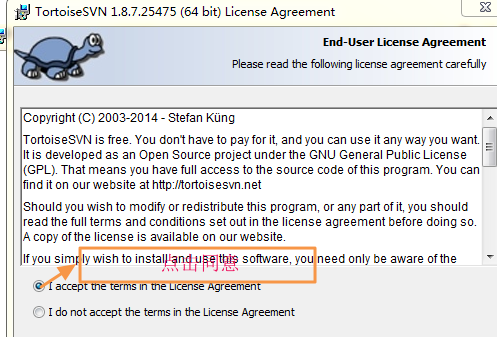 TortoiseSVN 1.8.7.25475 (64 bit) License Agreement
End-User License Agreement
Please read the following license agreement carefully
Copyright (C) 2003-2014 - Stefan Küng
TortoiseSVN is free. You don't have to pay for it, and you can use it any way you want.
It is developed as an Open Source project under the GNU General Public License
(GPL). That means you have full access to the source code of this program. You can
find it on our website at http://tortoisesvn.net
Should you wish to modify or redistribute this program, or any part of it, you should
read the full terms and conditions set out in the license agreement before doing so.
A copy of the license is available on our website.
If you simply wish to install and use this software, you need only be aware of the
点击同意
I accept the terms in the License Agreement
I do not accept the terms in the License Agreement